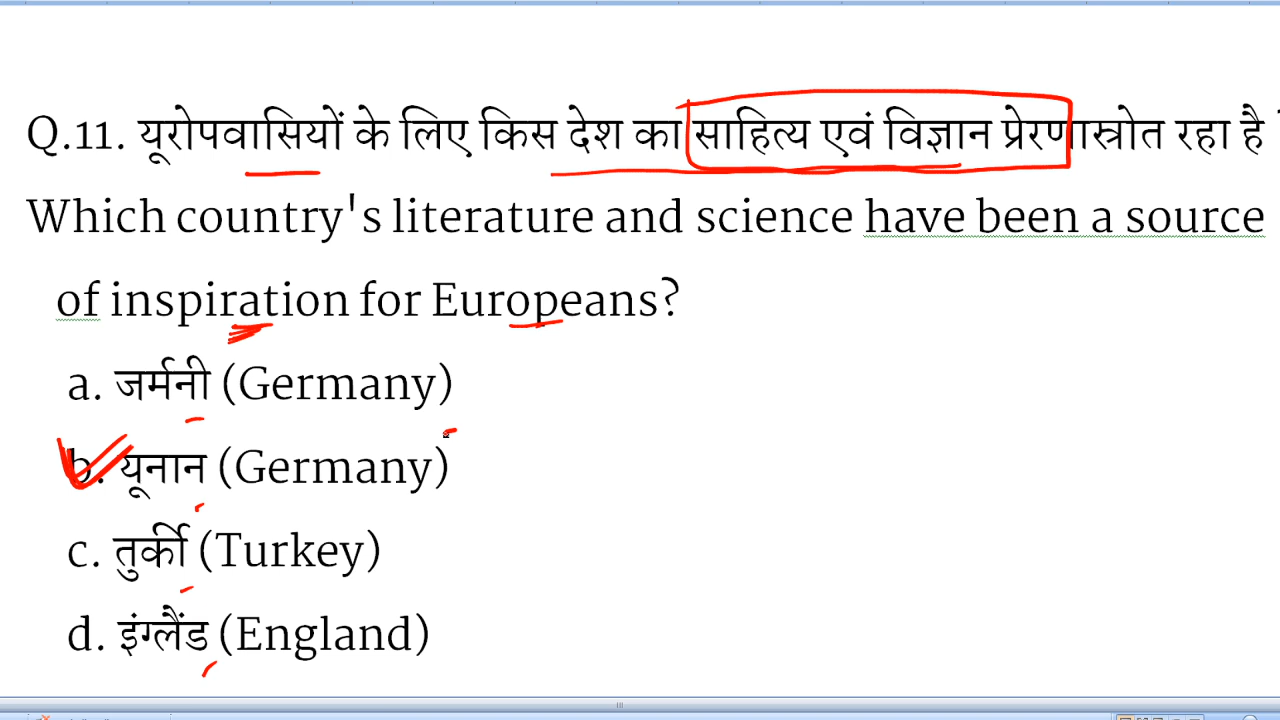 Q.11. यूरोपवासियों के लिए किस देश का साहित्य एवं विज्ञान प्रेरणास्त्रोत रहा है
Which country's literature and science have been a source
of inspiration for Europeans?
a. जर्मनी (Germany)
b. यूनान (Germany)
c. तुर्की (Turkey)
d. इंग्लैंड (England)